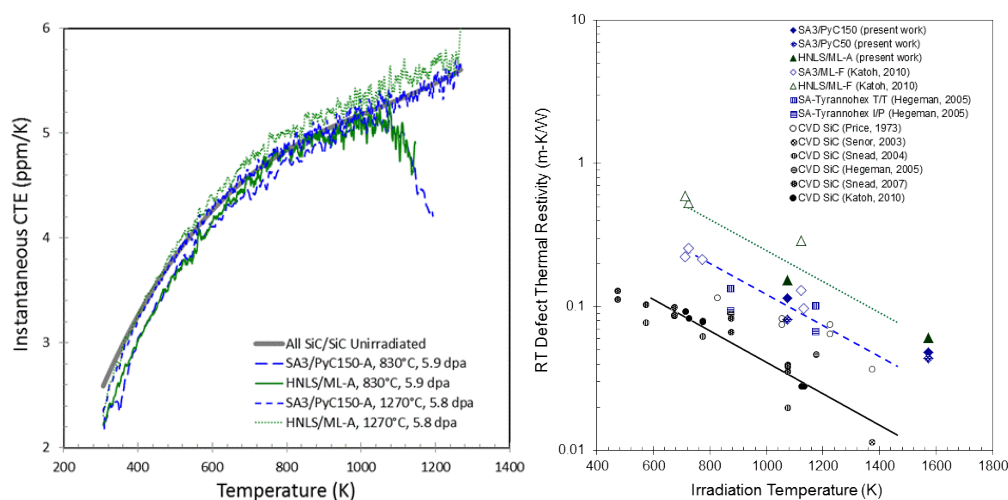 6
5
4
3
2
200
400
600
800
1000
1200
1400
Instantaneous CTE (ppm/K)
Temperature (K)
All SiC/SiC Unirradiated
SA3/PyC150-A, 830°C, 5.9 dpa
HNLS/ML-A, 830°C, 5.9 dpa
SA3/PyC150-A, 1270°C, 5.8 dpa
HNLS/ML-A, 1270°C, 5.8 dpa
10
1
0.1
0.01
400
600
800
1000
1200
1400
1600
1800
RT Defect Thermal Restivity (m-K/W)
Irradiation Temperature (K)
SA3/PyC150 (present work)
SA3/PyC50 (present work)
HNLS/ML-A (present work)
SA3/ML-F (Katoh, 2010)
HNLS/ML-F (Katoh, 2010)
SA-Tyrannohex T/T (Hegeman, 2005)
SA-Tyrannohex I/P (Hegeman, 2005)
CVD SiC (Price, 1973)
CVD SiC (Senor, 2003)
CVD SiC (Snead, 2004)
CVD SiC (Hegeman, 2005)
CVD SiC (Snead, 2007)
CVD SiC (Katoh, 2010)